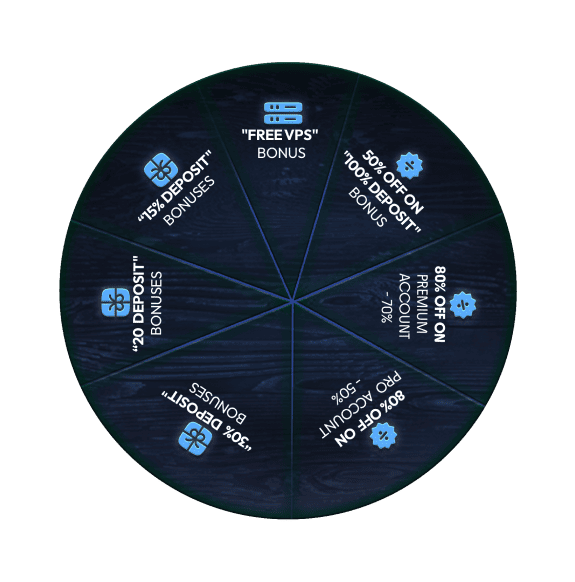 "FREE VPS"
BONUS
50% OFF ON
"100% DEPOSIT"
BONUS
80% OFF ON
PREMIUM
ACCOUNT
- 70%
80% OFF ON
PRO ACCOUNT
- 50%
“30% DEPOSIT"
BONUSES
“20 DEPOSIT"
BONUSES
“15% DEPOSIT"
BONUSES